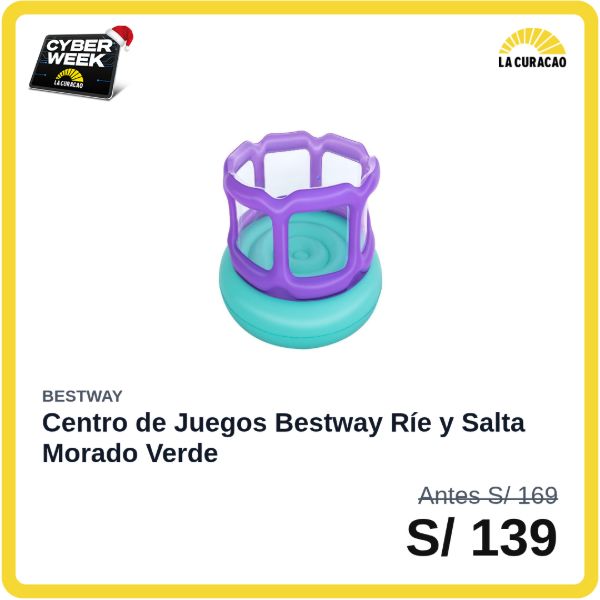 CYBER
WEEK
LA CURACAO
LA CURACAO
BESTWAY
Centro de Juegos Bestway Ríe y Salta
Morado Verde
Antes S/ 169
S/ 139